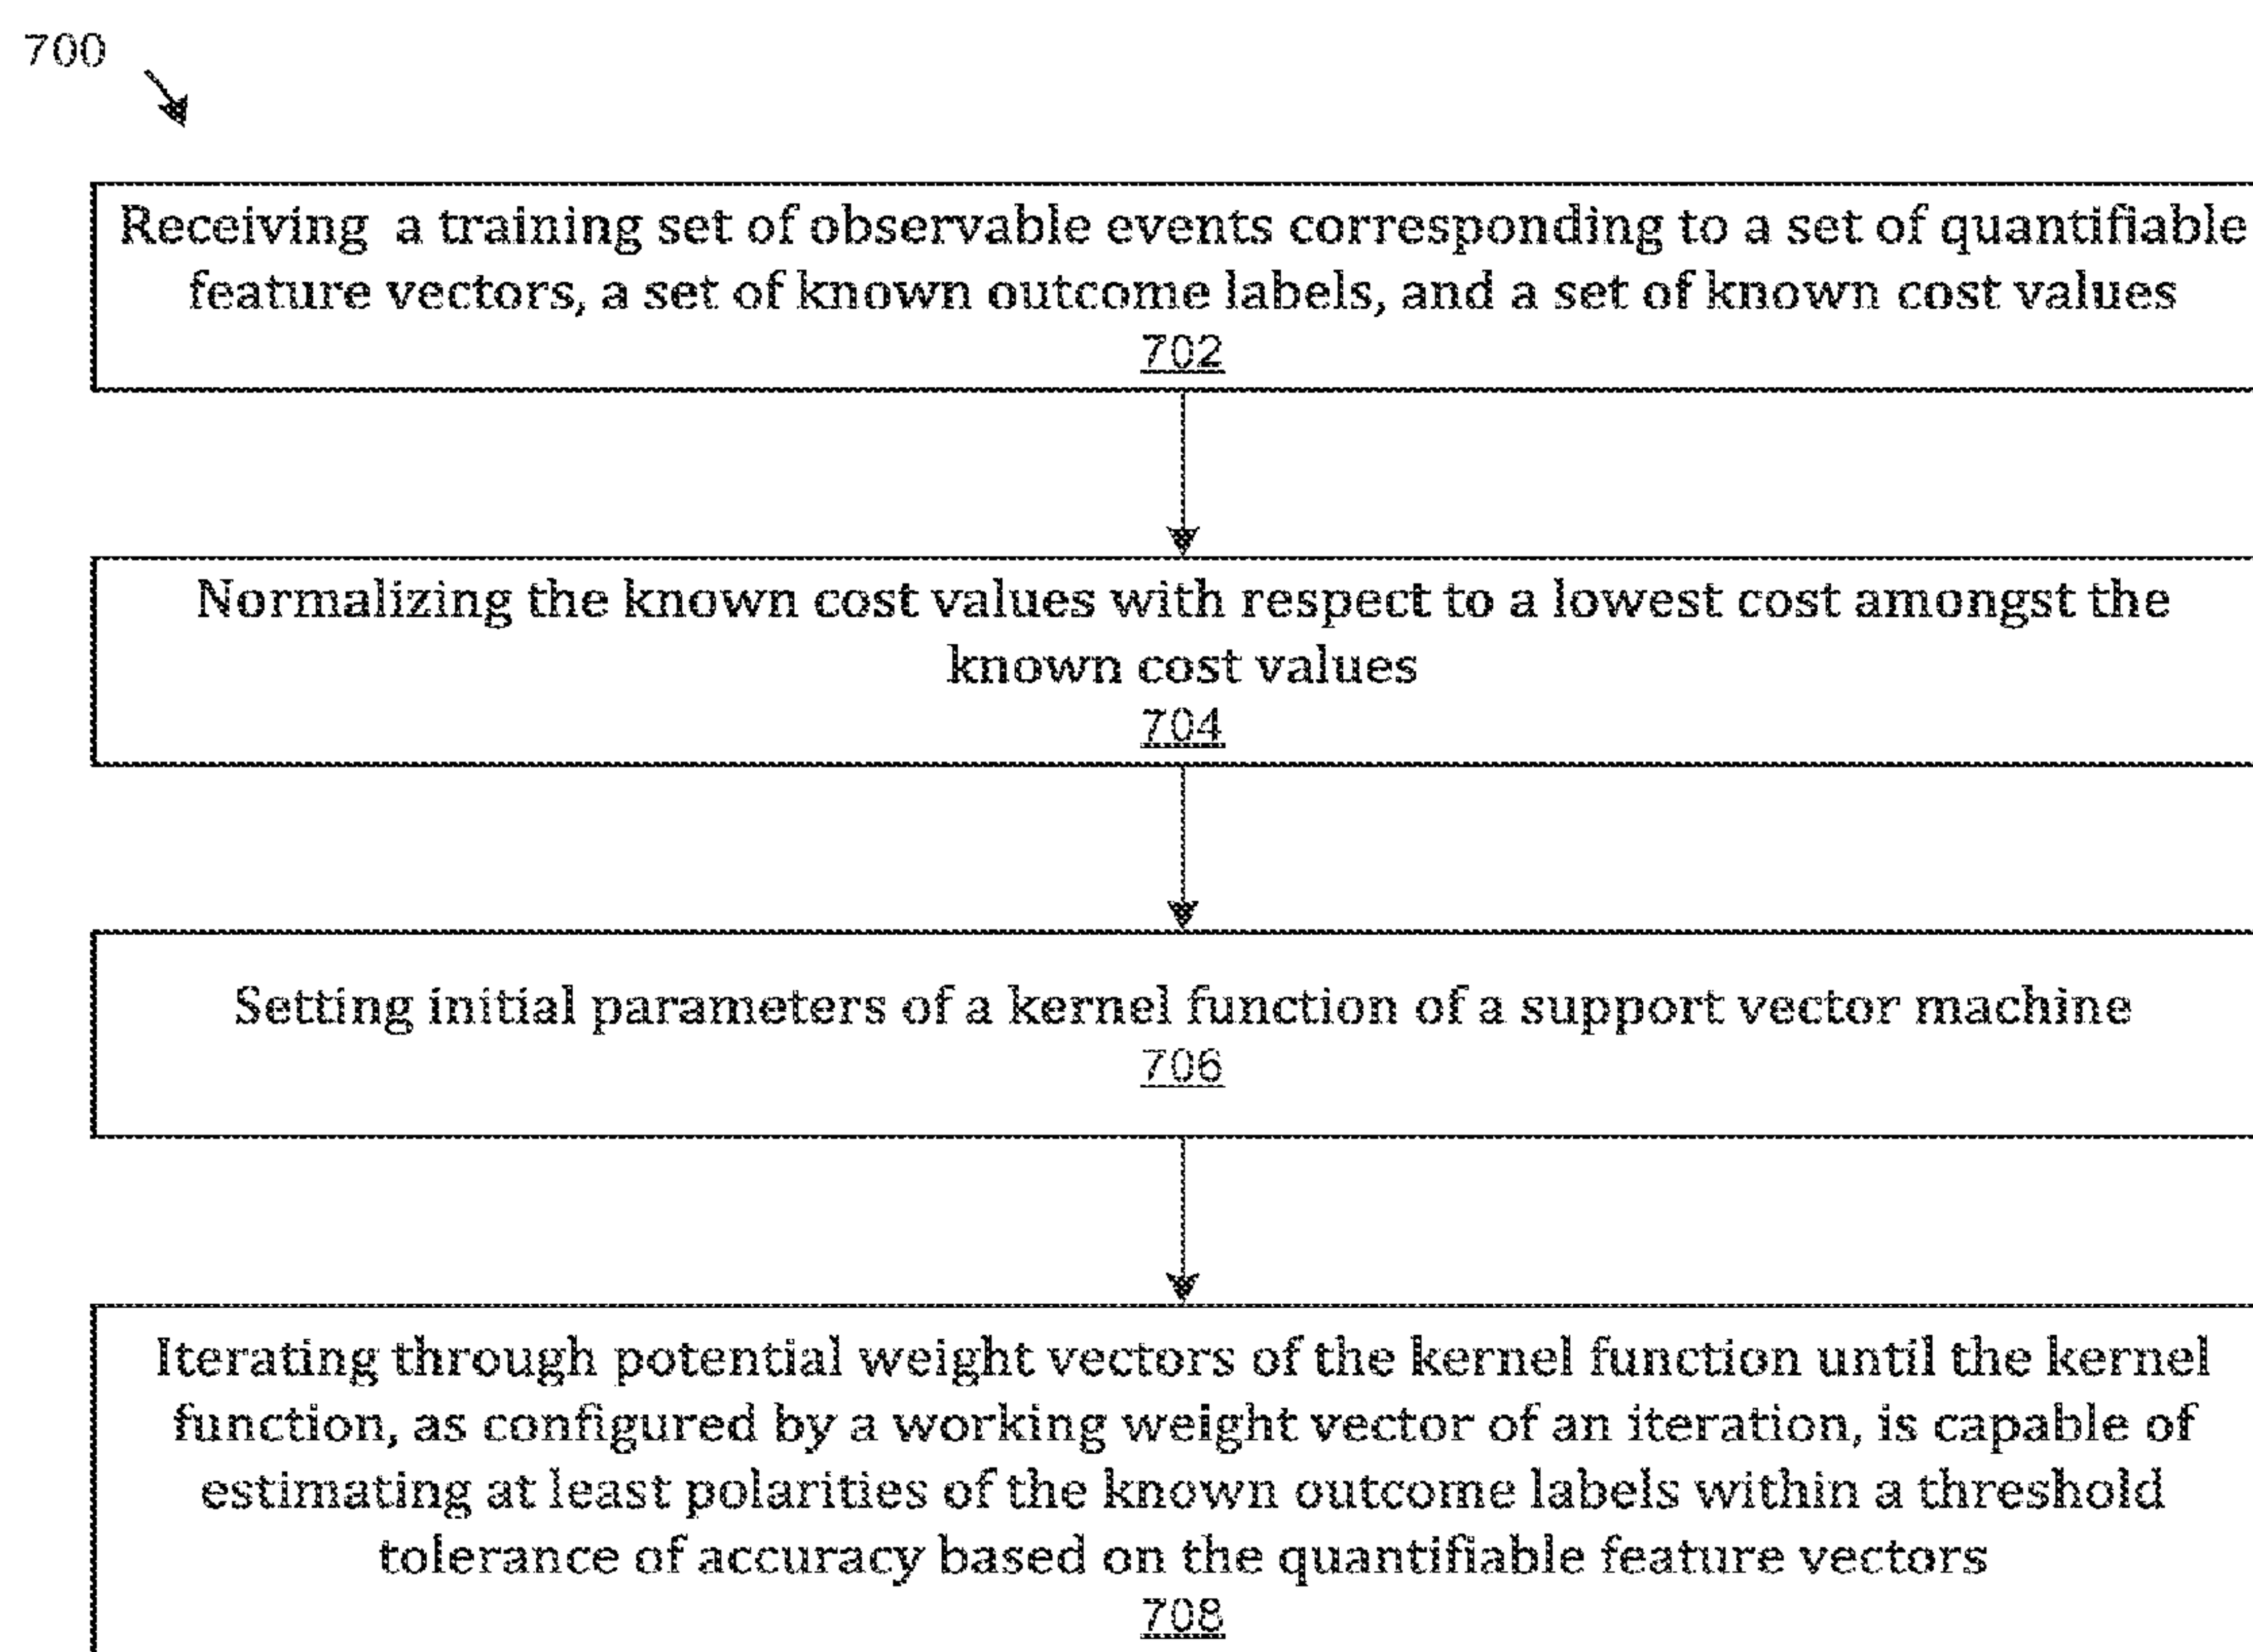 700
Receiving a training set of observable events corresponding to a set of quantifiable
feature vectors, a set of known outcome labels, and a set of known cost values
702
Normalizing the known cost values with respect to a lowest cost amongst the
known cost values
704
Setting initial parameters of a kernel function of a support vector machine
706
Iterating through potential weight vectors of the kernel function until the kernel
function, as configured by a working weight vector of an iteration, is capable of
estimating at least polarities of the known outcome labels within a threshold
tolerance of accuracy based on the quantifiable feature vectors
708